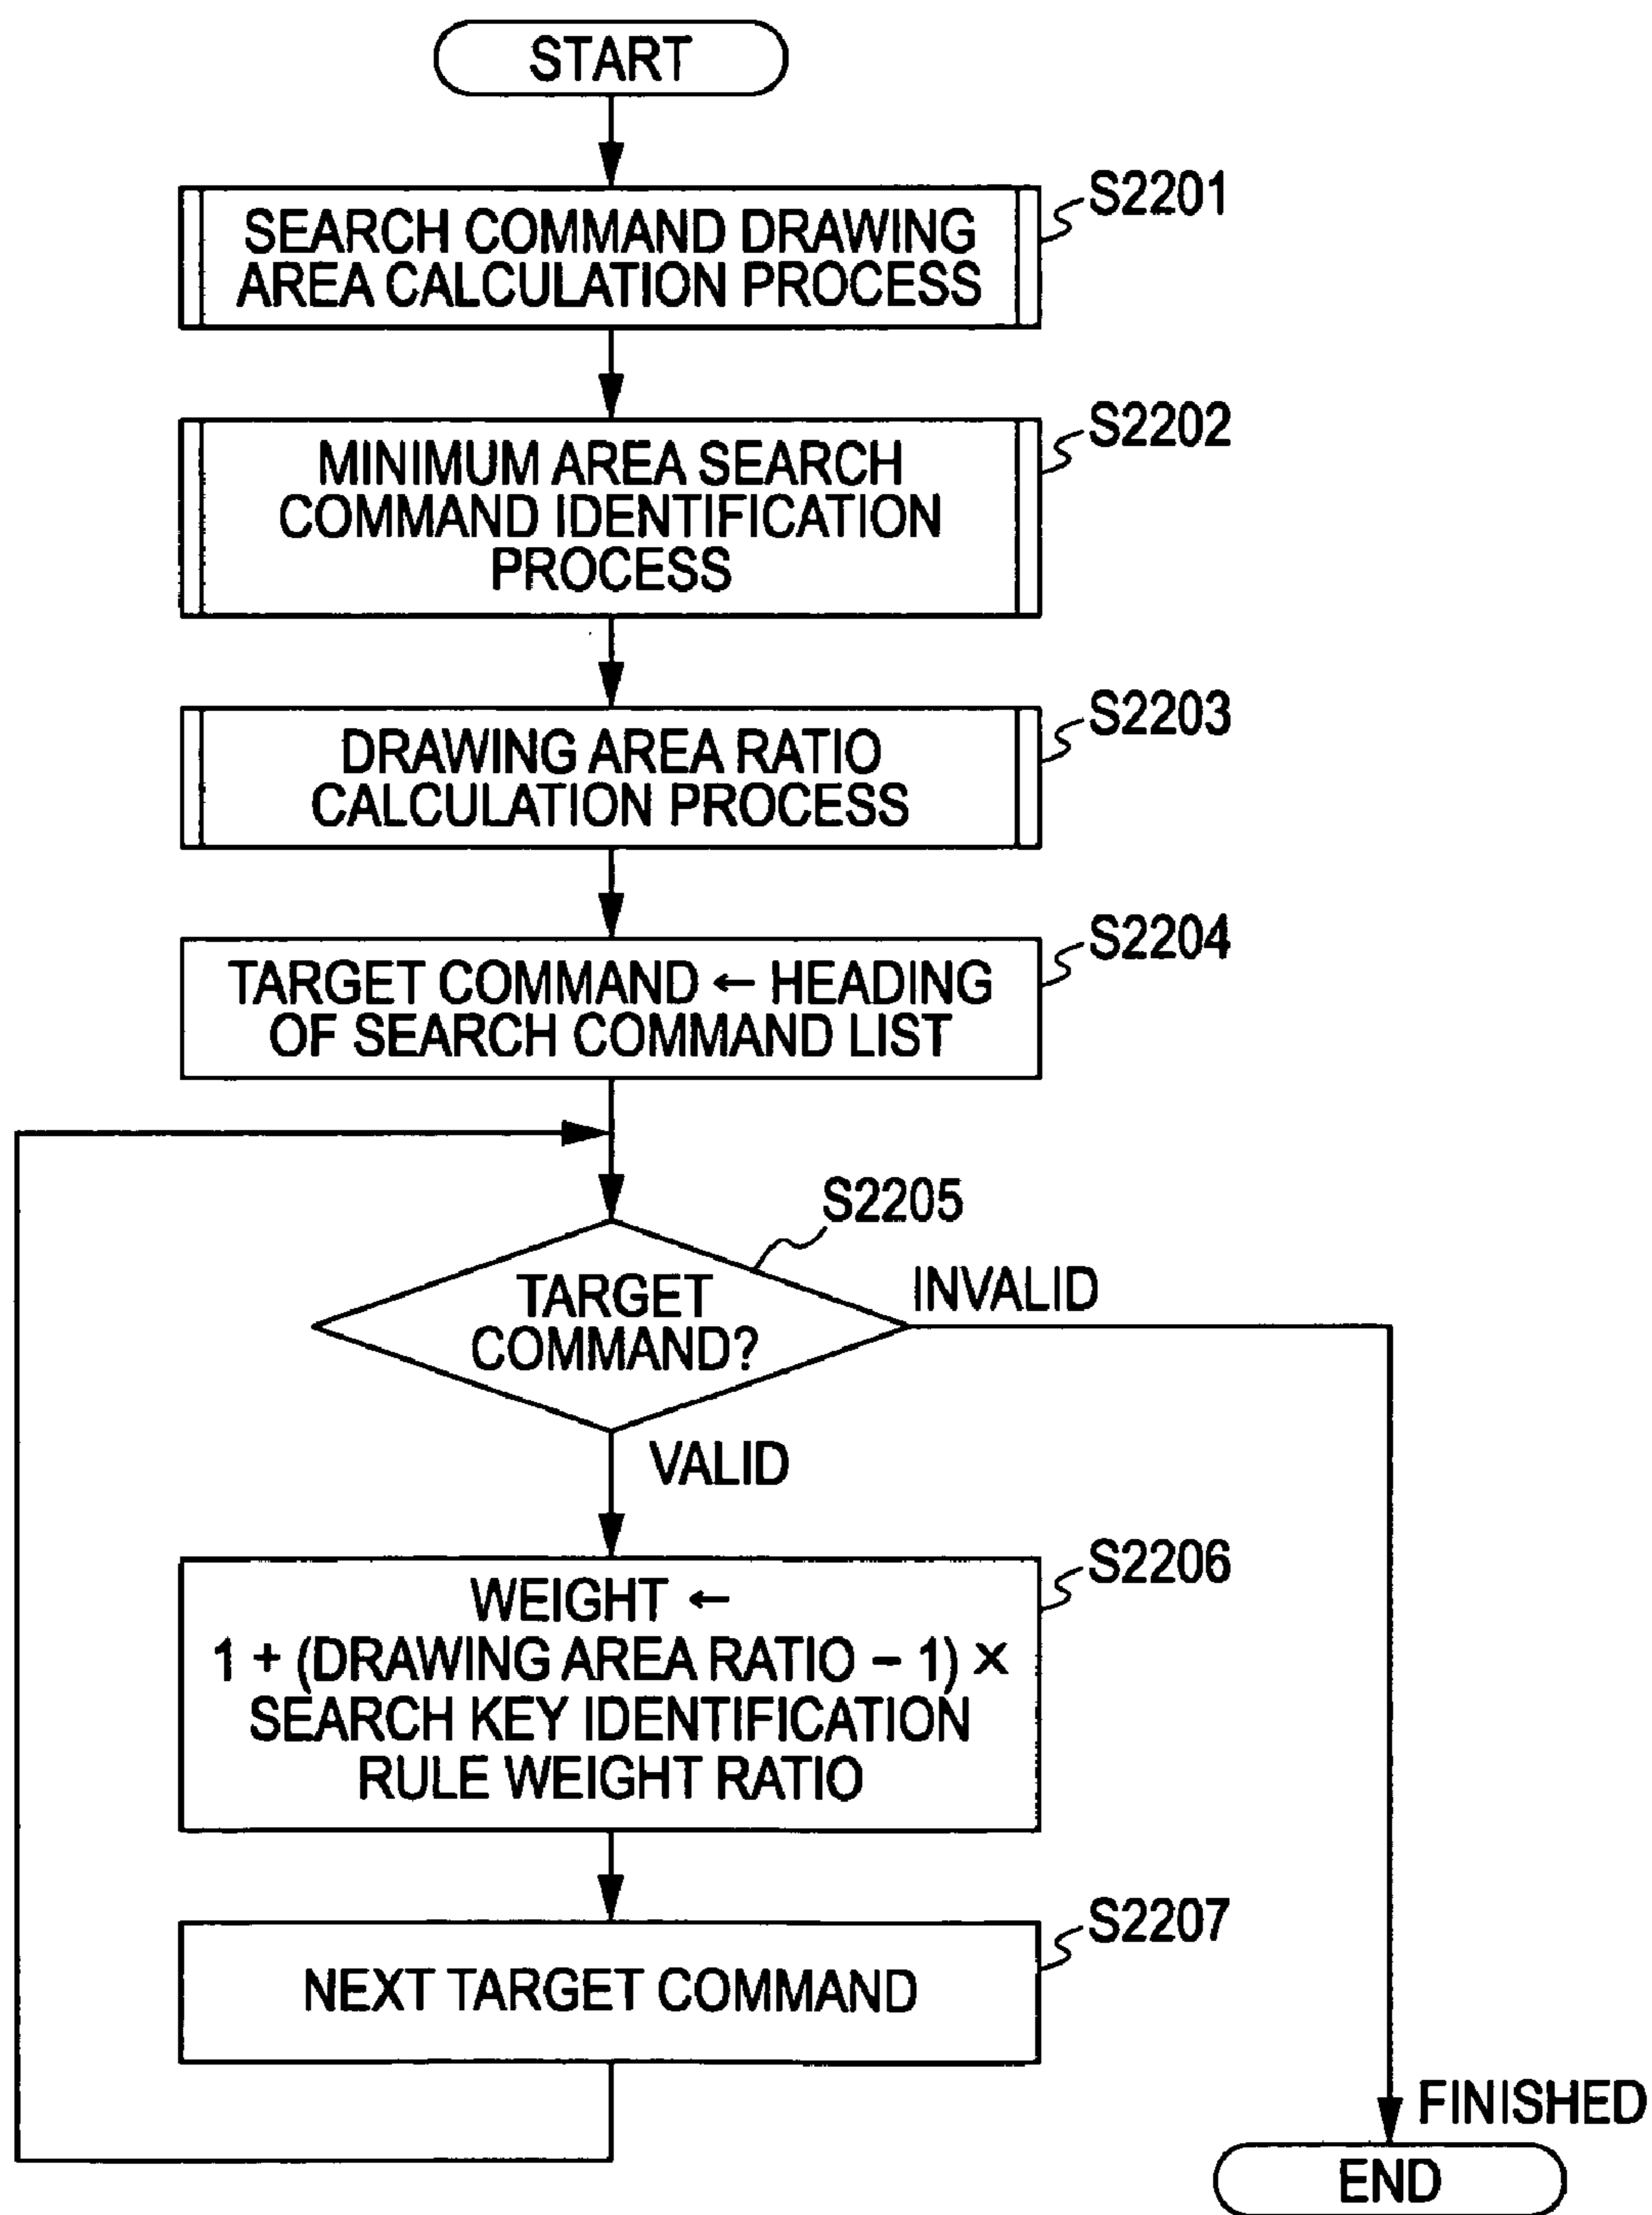 START
S2201
SEARCH COMMAND DRAWING
AREA CALCULATION PROCESS
S2202
MINIMUM AREA SEARCH
COMMAND IDENTIFICATION
PROCESS
S2203
DRAWING AREA RATIO
CALCULATION PROCESS
S2204
TARGET COMMAND ← HEADING
OF SEARCH COMMAND LIST
S2205
TARGET
COMMAND?
INVALID
VALID
S2206
WEIGHT ←
1 + (DRAWING AREA RATIO – 1) ×
SEARCH KEY IDENTIFICATION
RULE WEIGHT RATIO
S2207
NEXT TARGET COMMAND
FINISHED
END